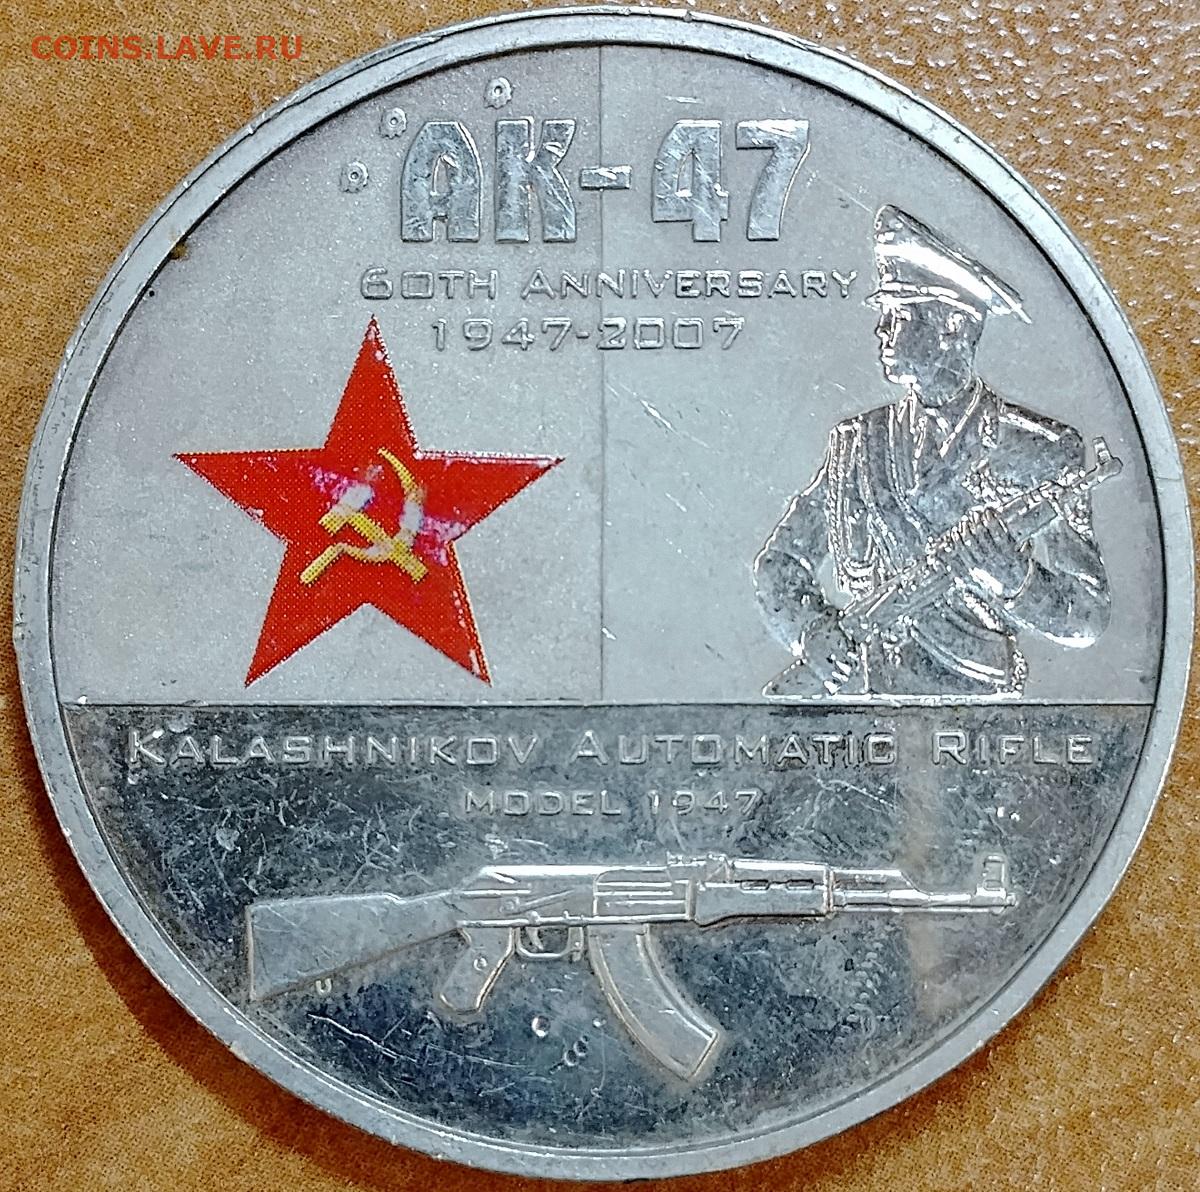 COINS.LAVE.RU
AK-47
60TH ANNIVERSARY
1947-2007
KALASHNIKOV AUTOMATIC RIFLE
MODEL 1947